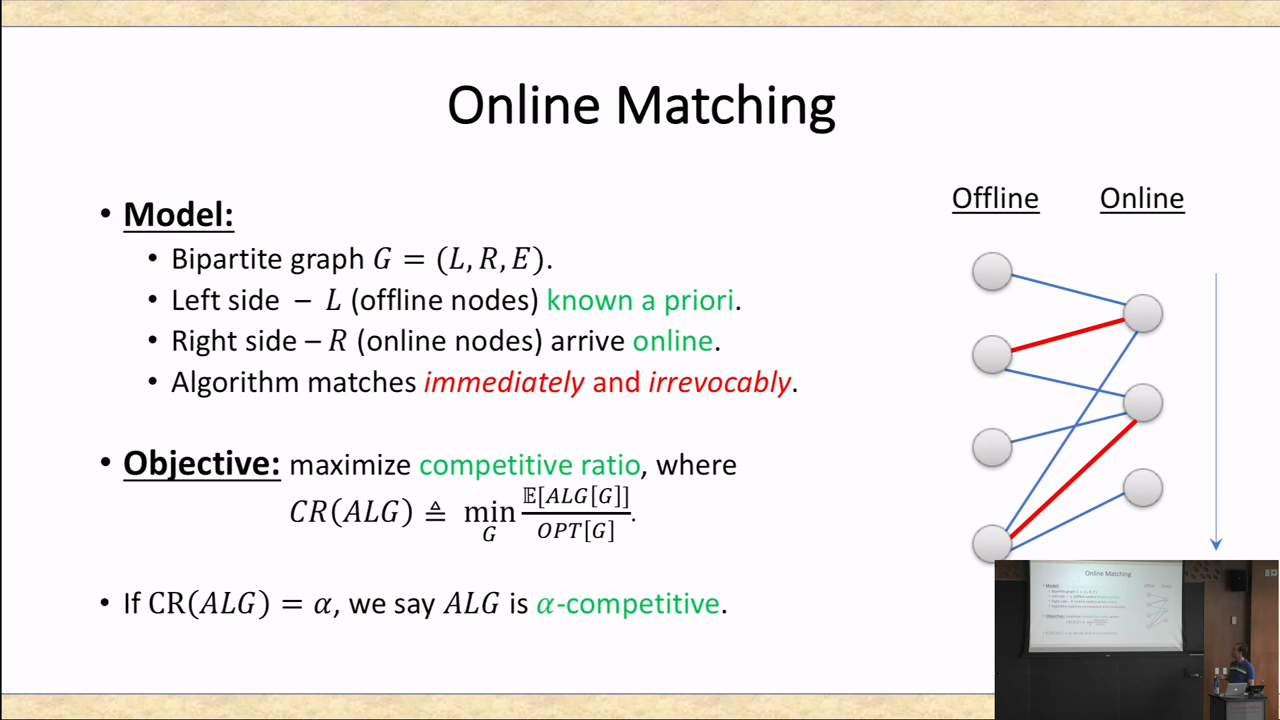 Online Matching
• Model:
• Bipartite graph G = (L, R, E).
• Left side – L (offline nodes) known a priori.
• Right side – R (online nodes) arrive online.
• Algorithm matches immediately and irrevocably.
• Objective: maximize competitive ratio, where
CR(ALG) ≜ min_G 𝔼[ALG[G]] / OPT[G].
• If CR(ALG) = α, we say ALG is α-competitive.
Offline Online
Online Matching